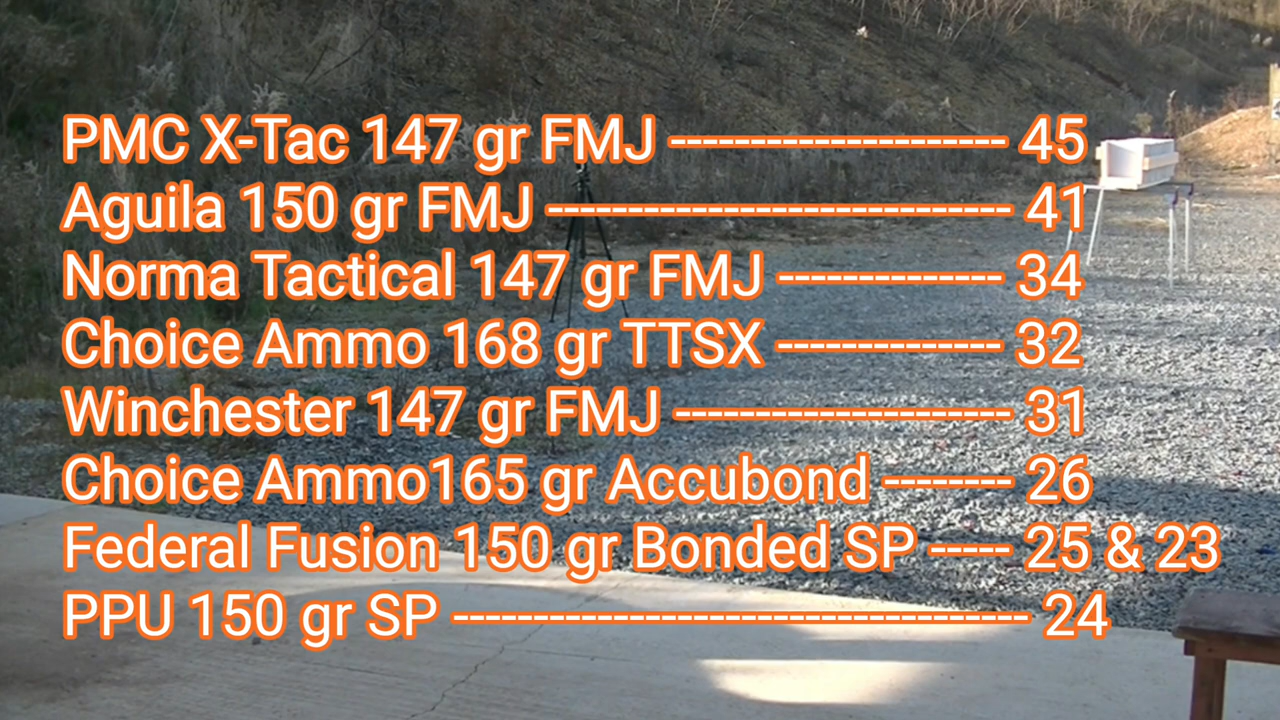 PMC X-Tac 147 gr FMJ --------------------- 45
Aguila 150 gr FMJ ----------------------------- 41
Norma Tactical 147 gr FMJ -------------- 34
Choice Ammo 168 gr TTSX -------------- 32
Winchester 147 gr FMJ --------------------- 31
Choice Ammo165 gr Accubond -------- 26
Federal Fusion 150 gr Bonded SP ----- 25 & 23
PPU 150 gr SP ------------------------------------ 24